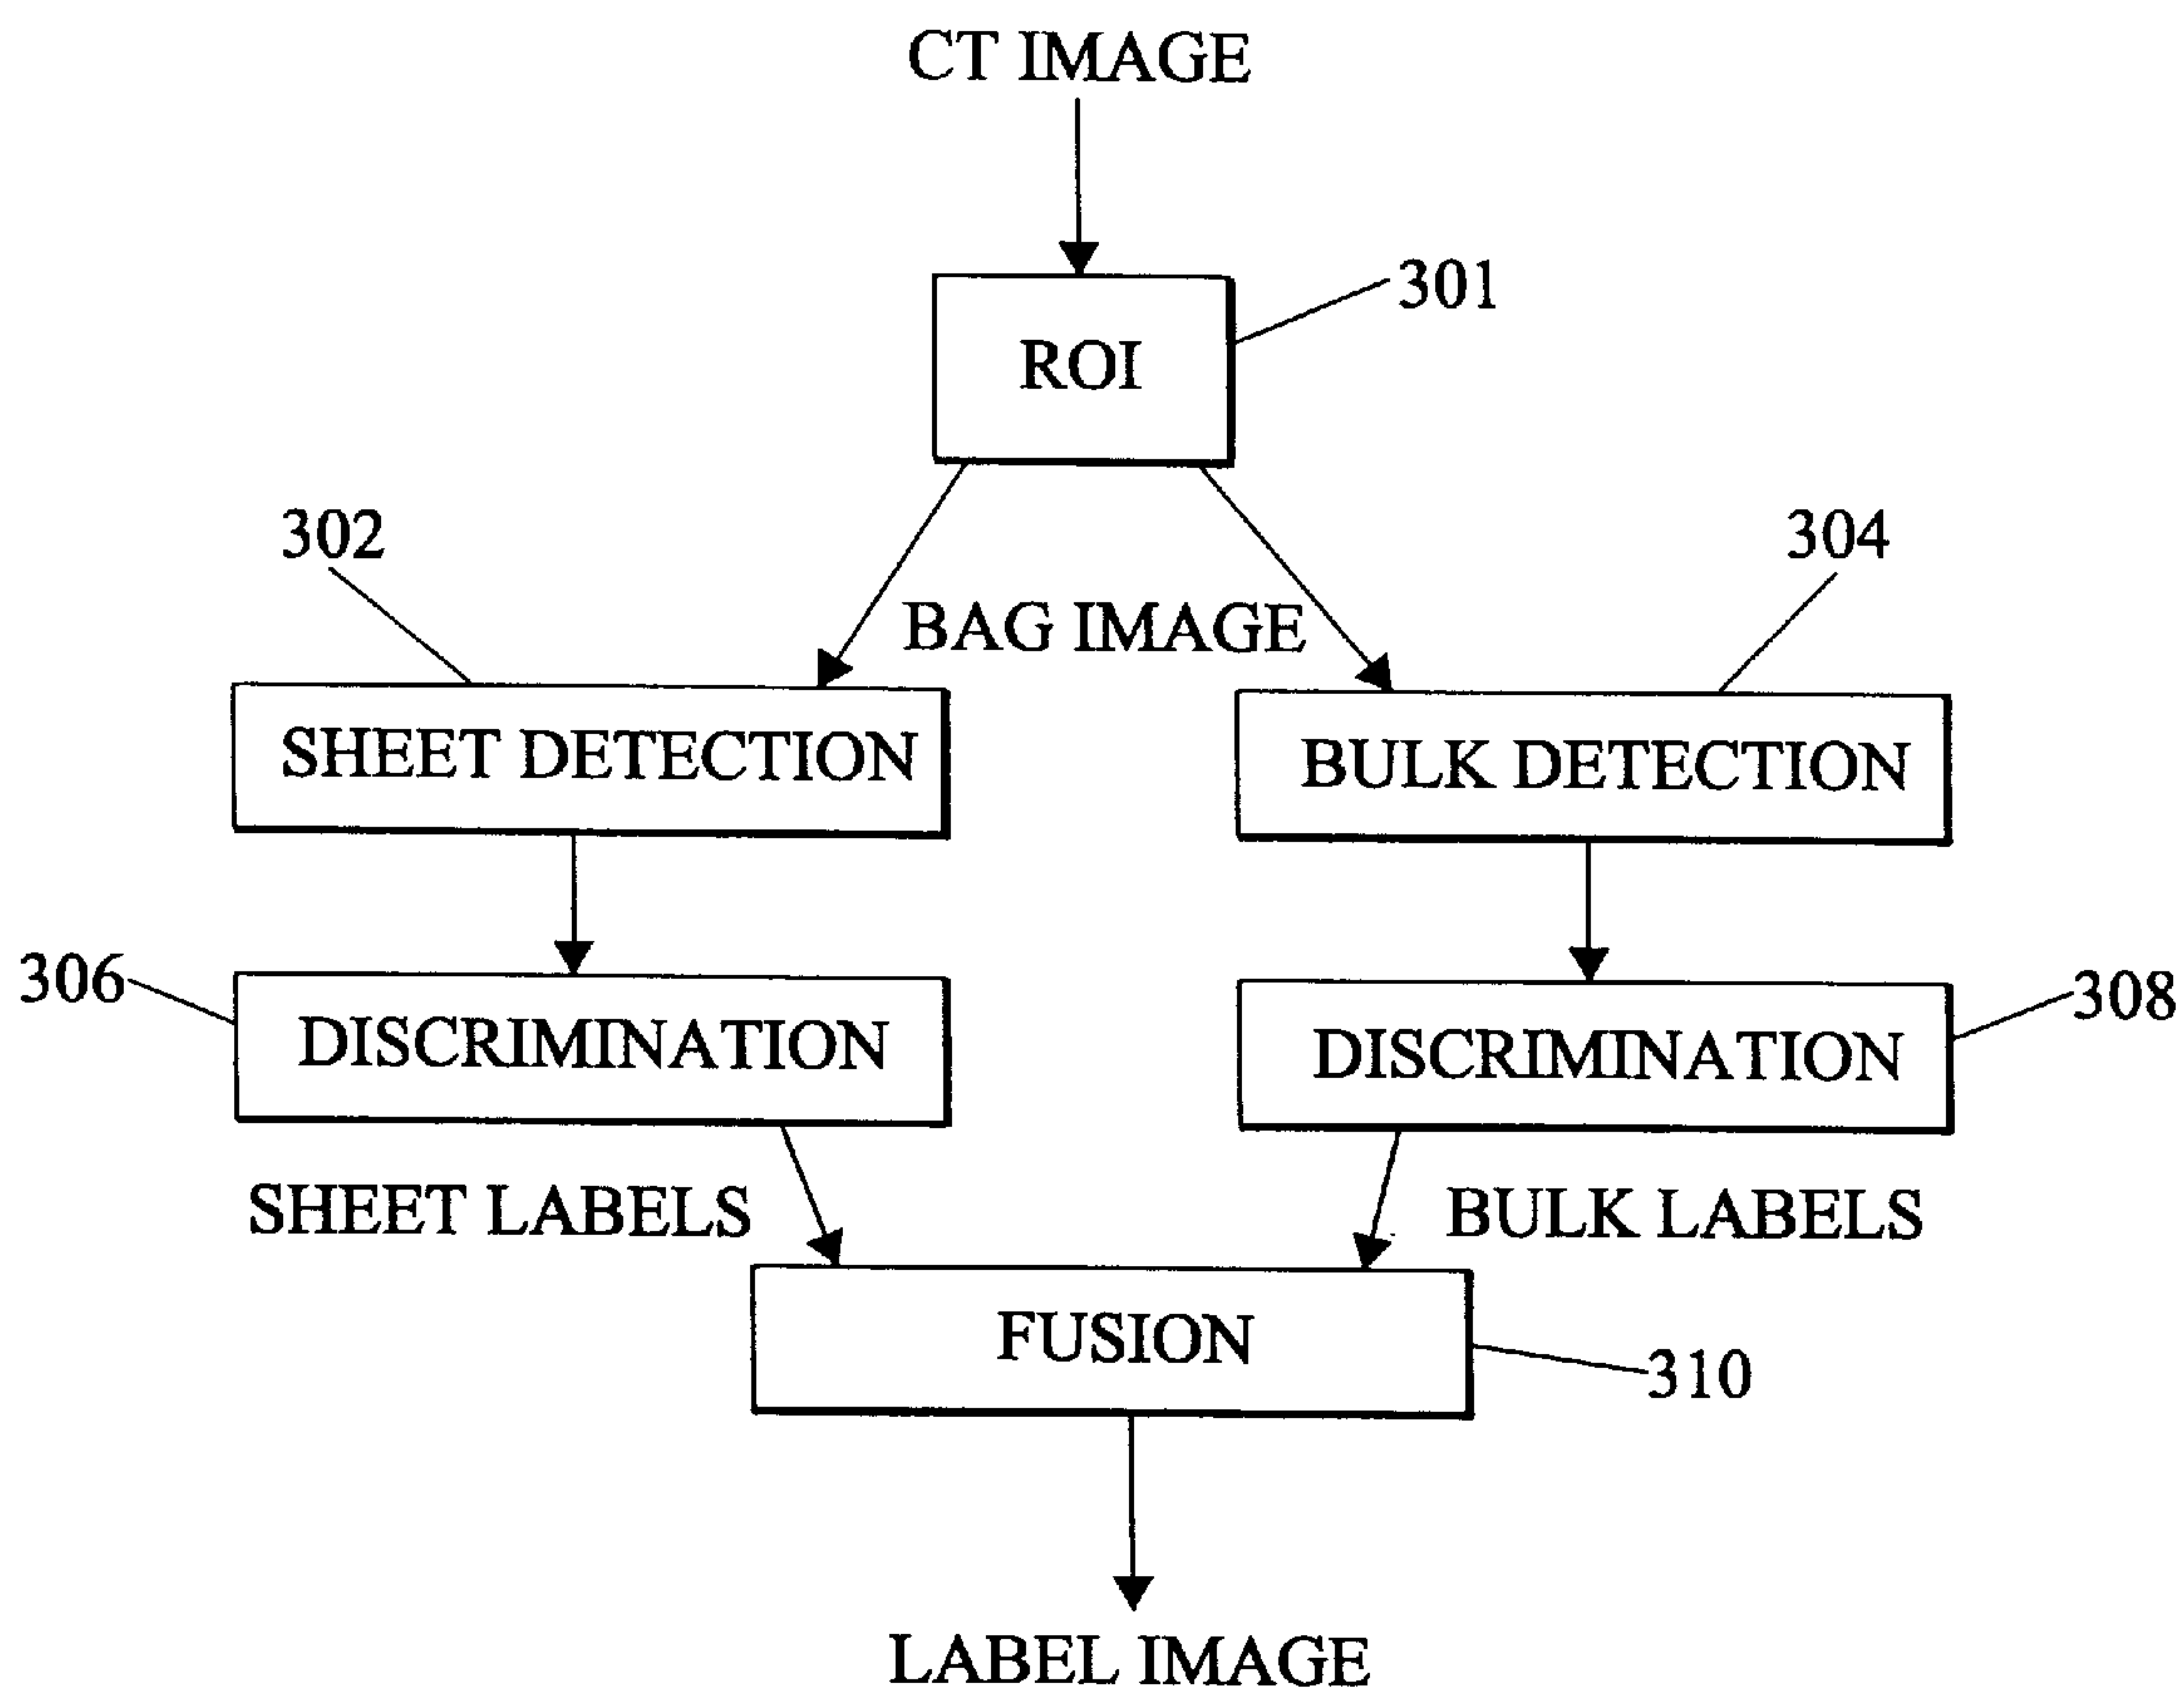 CT IMAGE
301
ROI
302
304
BAG IMAGE
SHEET DETECTION
BULK DETECTION
306
DISCRIMINATION
DISCRIMINATION
308
SHEET LABELS
BULK LABELS
FUSION
310
LABEL IMAGE